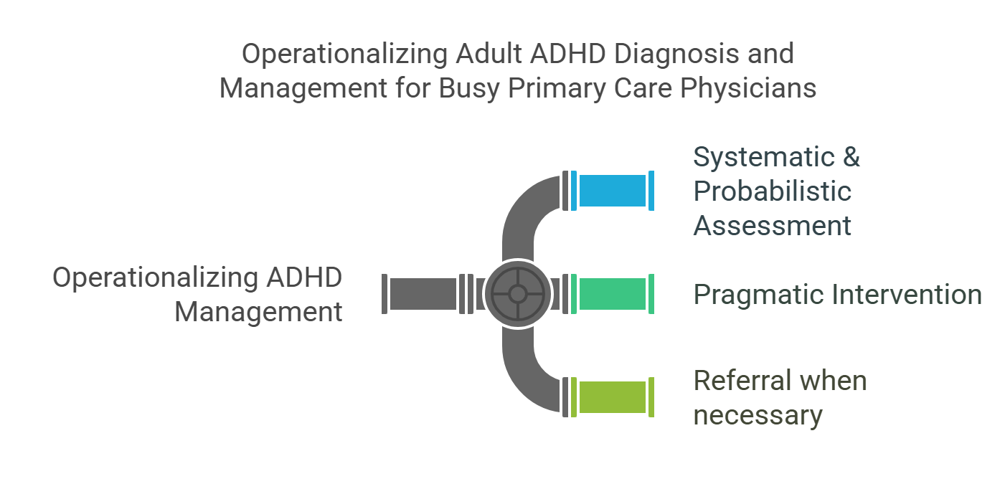 Operationalizing Adult ADHD Diagnosis and
Management for Busy Primary Care Physicians
Systematic &
Probabilistic
Assessment
Operationalizing ADHD
Management
Pragmatic Intervention
Referral when
necessary